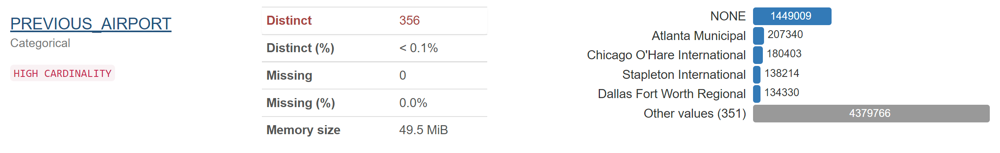 PREVIOUS_AIRPORT
Categorical
HIGH CARDINALITY
Distinct 356
Distinct (%) < 0.1%
Missing 0
Missing (%) 0.0%
Memory size 49.5 MiB
NONE 1449009
Atlanta Municipal 207340
Chicago O'Hare International 180403
Stapleton International 138214
Dallas Fort Worth Regional 134330
Other values (351) 4379766